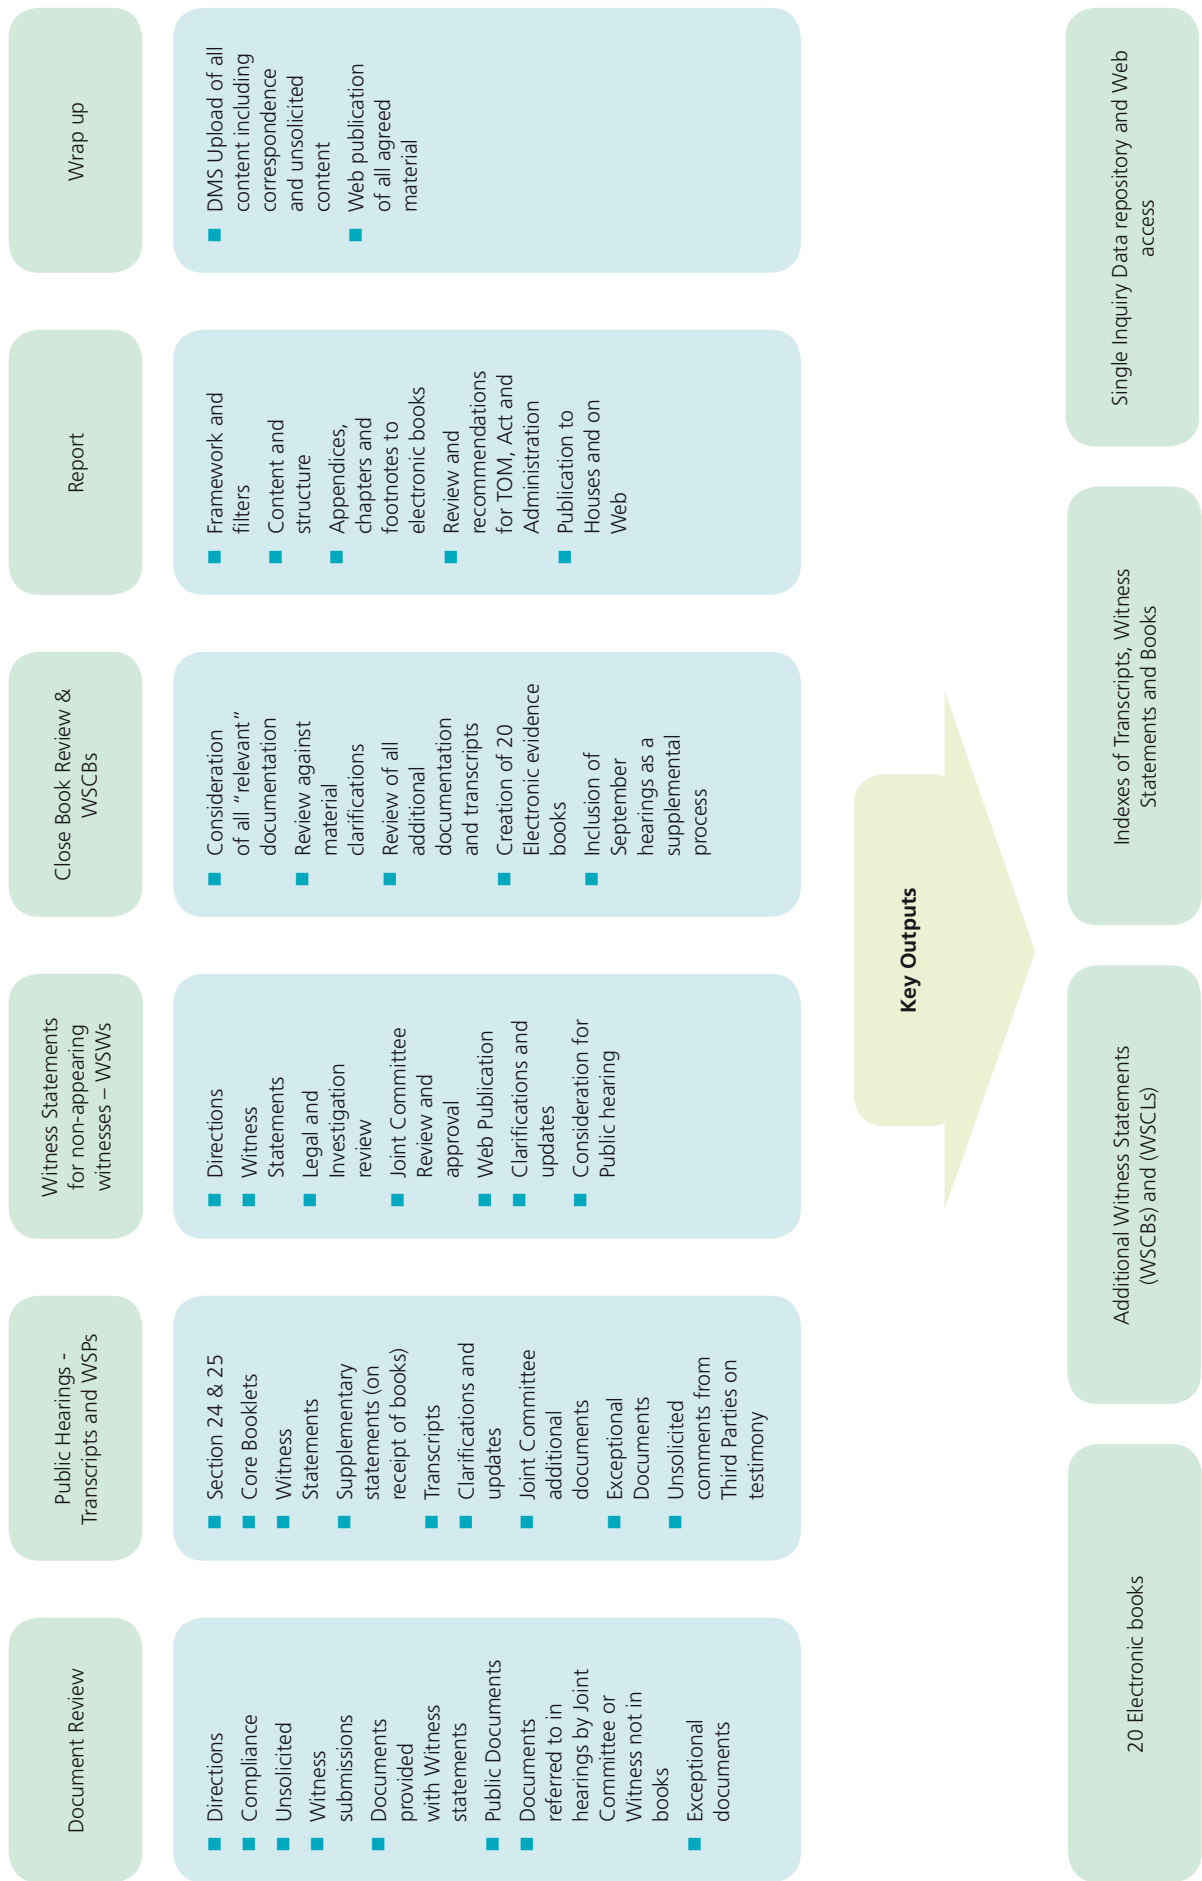 Document Review
Directions
Compliance
Unsolicited
Witness
submissions
Documents
provided
with Witness
statements
Public Documents
Documents
referred to in
hearings by Joint
Committee or
Witness not in
books
Exceptional
documents
Public Hearings -
Transcripts and WSPs
Section 24 & 25
Core Booklets
Witness
Statements
Supplementary
statements (on
receipt of books)
Transcripts
Clarifications and
updates
Joint Committee
additional
documents
Exceptional
Documents
Unsolicited
comments from
Third Parties on
testimony
Witness Statements
for non-appearing
witnesses – WSWs
Directions
Witness
Statements
Legal and
Investigation
review
Joint Committee
Review and
approval
Web Publication
Clarifications and
updates
Consideration for
Public hearing
Close Book Review &
WSCBs
Consideration
of all “relevant”
documentation
Review against
material
clarifications
Review of all
additional
documentation
and transcripts
Creation of 20
Electronic evidence
books
Inclusion of
September
hearings as a
supplemental
process
Report
Framework and
filters
Content and
structure
Appendices,
chapters and
footnotes to
electronic books
Review and
recommendations
for TOM, Act and
Administration
Publication to
Houses and on
Web
Wrap up
DMS Upload of all
content including
correspondence
and unsolicited
content
Web publication
of all agreed
material
Key Outputs
20 Electronic books
Additional Witness Statements
(WSCBs) and (WSCLs)
Indexes of Transcripts, Witness
Statements and Books
Single Inquiry Data repository and Web
access